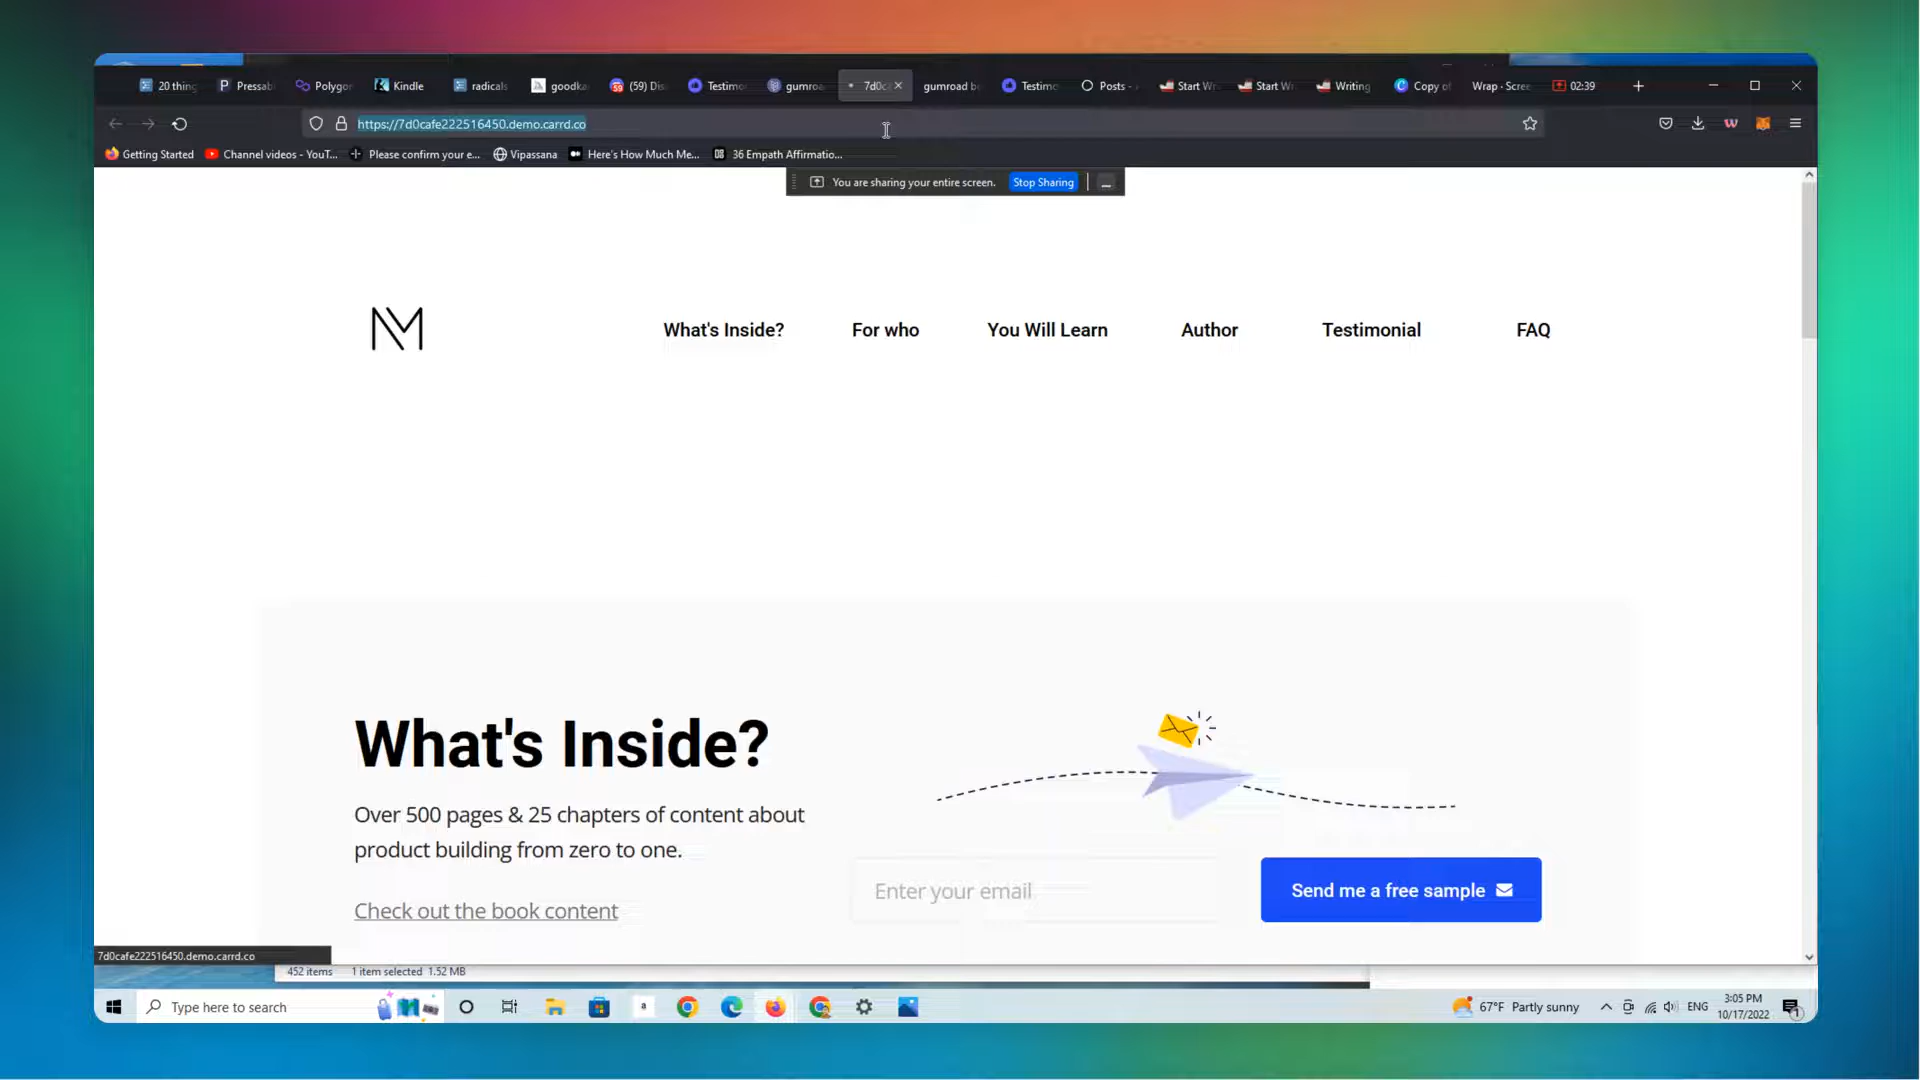 20 thing
Pressab
Polygon
Kindle
radicals
goodka
(59) Dis
Testimo
gumroa
7d0c
gumroad b
Testime
Posts -
Start Wr
Start Wr
Writing
Copy of
Wrap - Scree
02:39
https://7d0cafe222516450.demo.carrd.co
Getting Started
Channel videos - YouT...
Please confirm your e...
Vipassana
Here's How Much Me...
36 Empath Affirmatio...
You are sharing your entire screen.
Stop Sharing
What's Inside?
For who
You Will Learn
Author
Testimonial
FAQ
What's Inside?
Over 500 pages & 25 chapters of content about
product building from zero to one.
Check out the book content
Enter your email
Send me a free sample
7d0cafe222516450.demo.carrd.co
452 items
1 item selected 1.52 MB
Type here to search
67°F Partly sunny
ENG
3:05 PM
10/17/2022